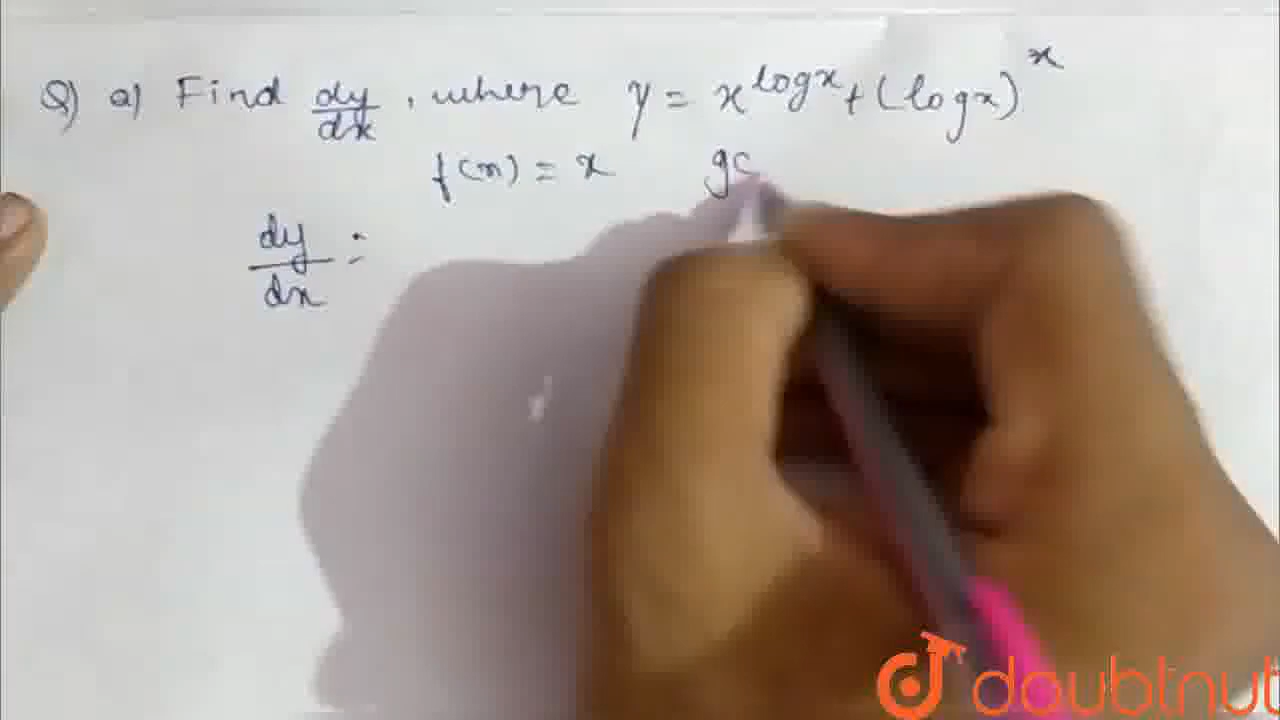 Q) a) Find dy/dx, where y = x^logx + (logx)^x
f(x) = x g(
dy/dx =
doubtnut